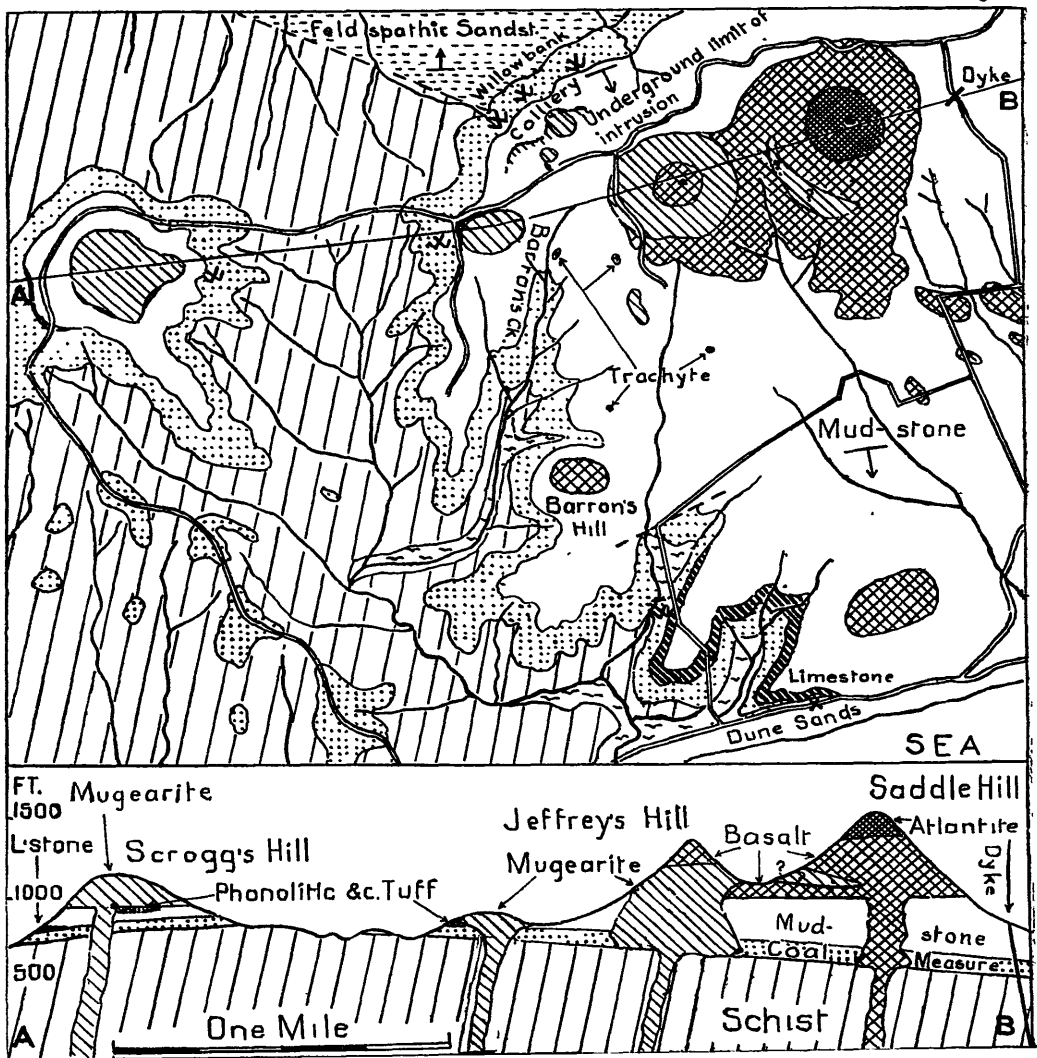 Feldspathic Sandst.
Willowbank
Colliery
Underground limit of
intrusion
Dyke
B
A
Barron's Ck.
Trachyte
Mud-stone
Barron's
Hill
Limestone
Dune Sands
SEA
FT.
1500
1000
500
Mugearite
L'stone
Scrogg's Hill
Phonolitic &c. Tuff
Jeffrey's Hill
Mugearite
Basalt
?
Saddle Hill
Atlantite
Dyke
Mud-stone
Coal Measure
Schist
A
One Mile
B